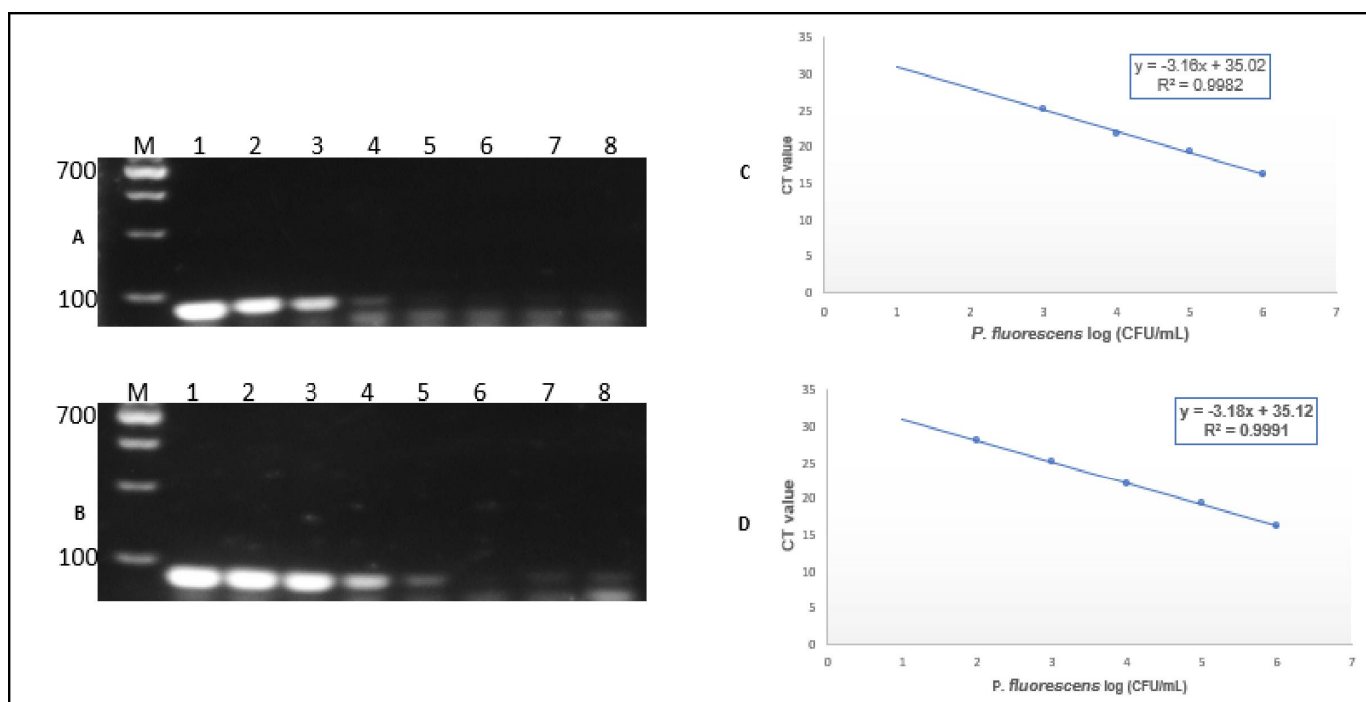 M 1 2 3 4 5 6 7 8
700
A
100
M 1 2 3 4 5 6 7 8
700
B
100
C
35
30
25
20
15
10
5
0
CT value
y = -3.16x + 35.02
R² = 0.9982
0 1 2 3 4 5 6 7
P. fluorescens log (CFU/mL)
D
35
30
25
20
15
10
5
0
CT value
y = -3.18x + 35.12
R² = 0.9991
0 1 2 3 4 5 6 7
P. fluorescens log (CFU/mL)